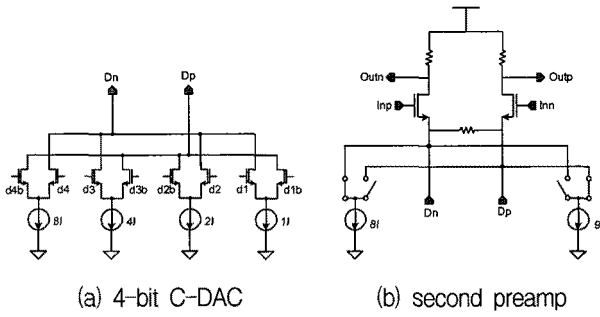 Dn Dp
d4b d4 d3 d3b d2b d2 d1 d1b
8I 4I 2I 1I
(a) 4-bit C-DAC
Outn Outp
Inp Inn
Dn Dp
8I 9
(b) second preamp